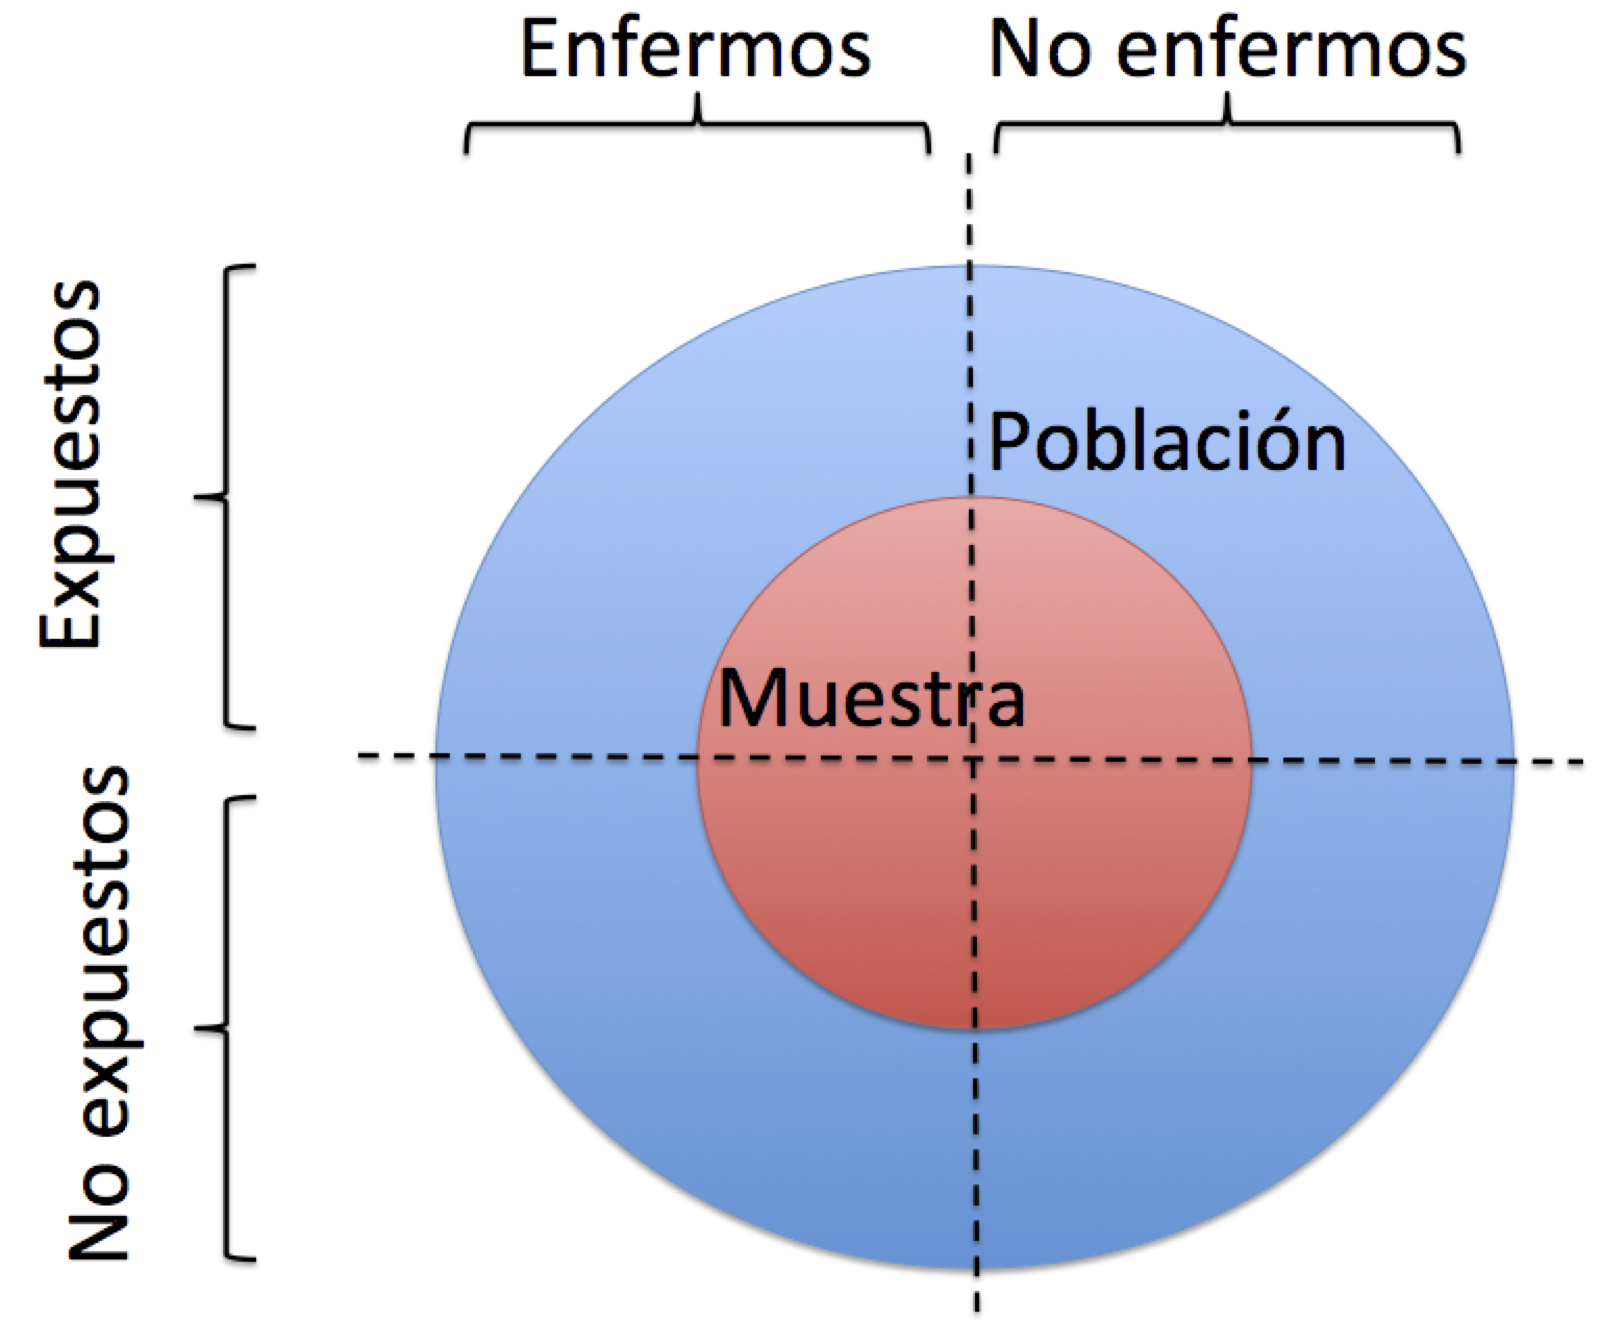 Enfermos
No enfermos
Expuestos
Población
Muestra
No expuestos